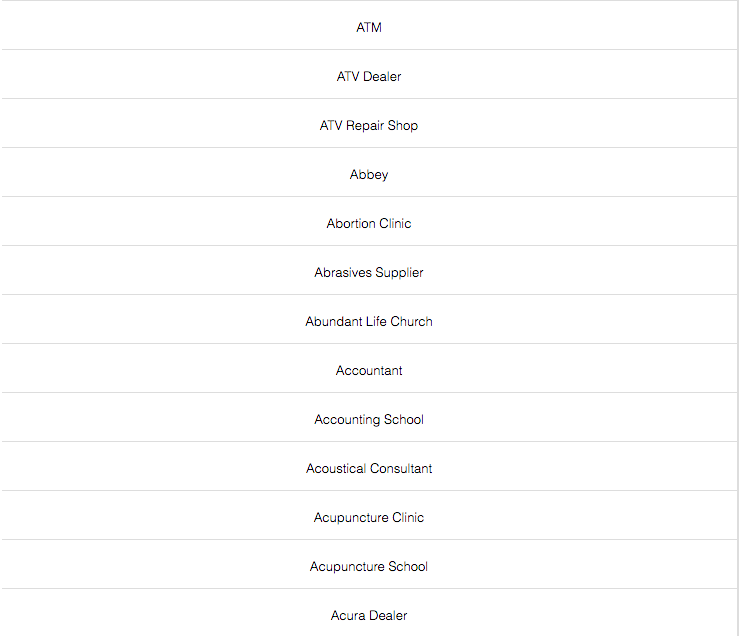 ATM
ATV Dealer
ATV Repair Shop
Abbey
Abortion Clinic
Abrasives Supplier
Abundant Life Church
Accountant
Accounting School
Acoustical Consultant
Acupuncture Clinic
Acupuncture School
Acura Dealer